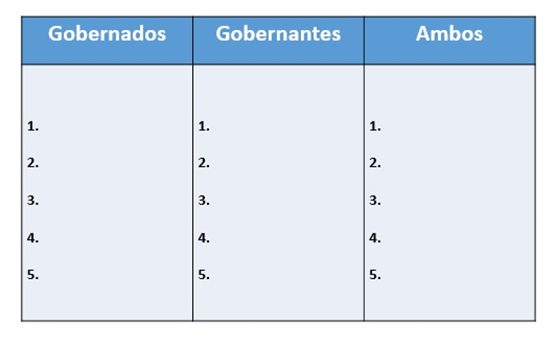 Gobernados Gobernantes Ambos
1. 1. 1.
2. 2. 2.
3. 3. 3.
4. 4. 4.
5. 5. 5.